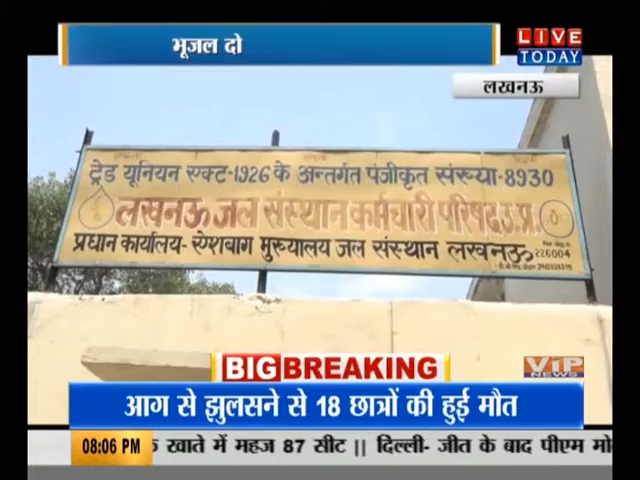 भूजल दो
LIVE
TODAY
लखनऊ
ट्रेड यूनियन एक्ट-1926 के अन्तर्गत पंजीकृत संख्या-8930
लखनऊ जल संस्थान कर्मचारी परिषद उ.प्र.
प्रधान कार्यालय- ऐशबाग मुख्यालय जल संस्थान लखनऊ
226004
BIG BREAKING
VIP
NEWS
आग से झुलसने से 18 छात्रों की हुई मौत
08:06 PM
खाते में महज 87 सीट || दिल्ली- जीत के बाद पीएम